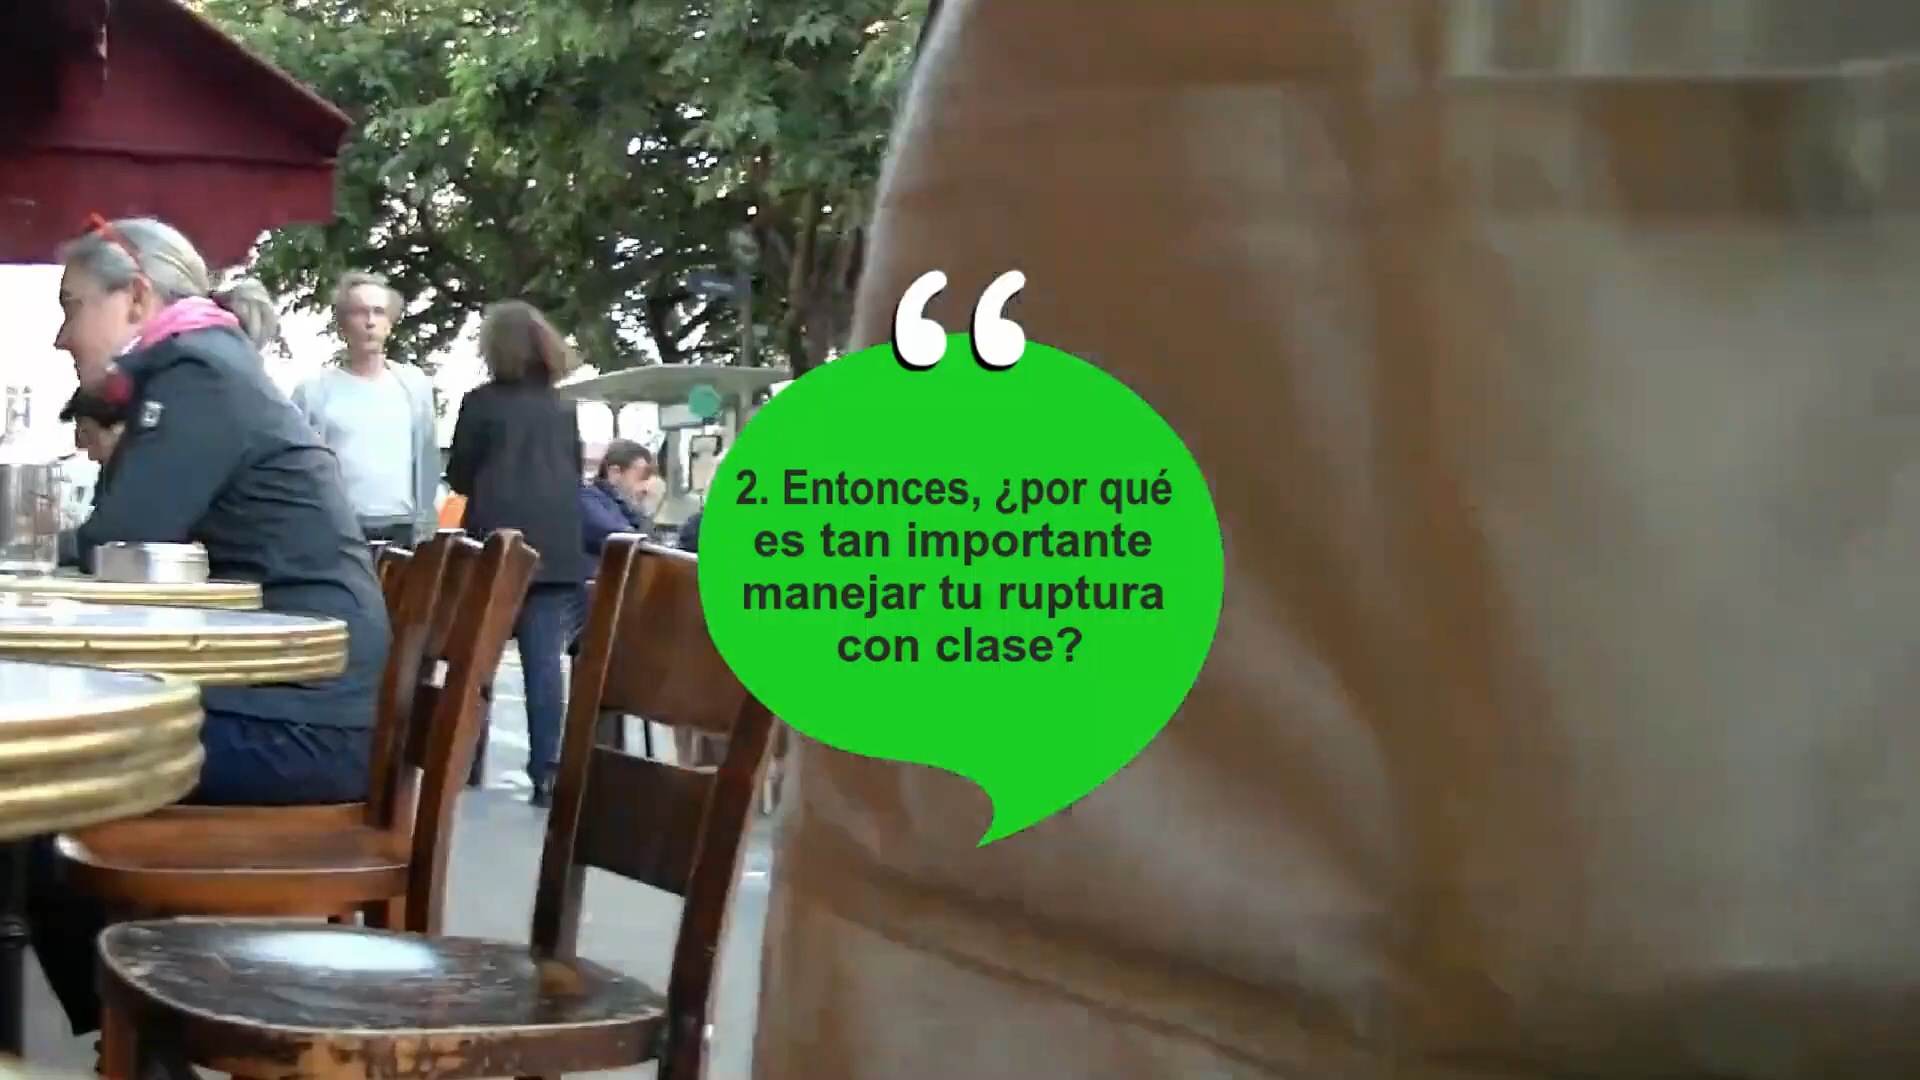 2. Entonces, ¿por qué
es tan importante
manejar tu ruptura
con clase?